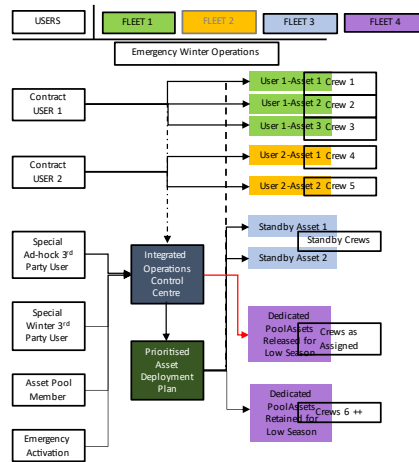 USERS
FLEET 1
FLEET 2
FLEET 3
FLEET 4
Emergency Winter Operations
Contract
USER 1
Contract
USER 2
Special
Ad-hock 3rd
Party User
Special
Winter 3rd
Party User
Asset Pool
Member
Emergency
Activation
Integrated
Operations
Control
Centre
Prioritised
Asset
Deployment
Plan
User 1-Asset 1
Crew 1
User 1-Asset 2
Crew 2
User 1-Asset 3
Crew 3
User 2-Asset 1
Crew 4
User 2-Asset 2
Crew 5
Standby Asset 1
Standby Crews
Standby Asset 2
Dedicated
PoolAssets
Released for
Low Season
Crews as
Assigned
Dedicated
PoolAssets
Retained for
Low Season
Crews 6 ++